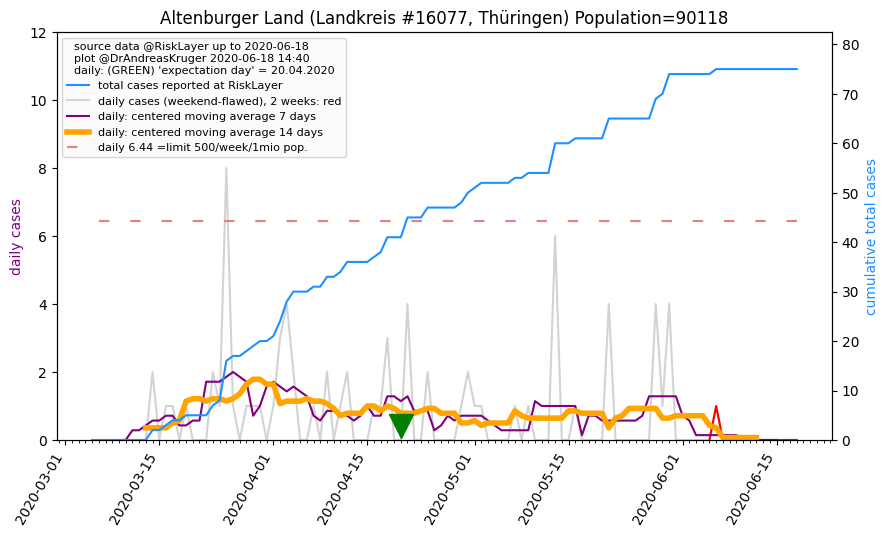 Altenburger Land (Landkreis #16077, Thüringen) Population=90118
source data @RiskLayer up to 2020-06-18
plot @DrAndreasKruger 2020-06-18 14:40
daily: (GREEN) 'expectation day' = 20.04.2020
total cases reported at RiskLayer
daily cases (weekend-flawed), 2 weeks: red
daily: centered moving average 7 days
daily: centered moving average 14 days
daily 6.44 =limit 500/week/1mio pop.
daily cases
12
10
8
6
4
2
0
cumulative total cases
80
70
60
50
40
30
20
10
0
2020-03-01
2020-03-15
2020-04-01
2020-04-15
2020-05-01
2020-05-15
2020-06-01
2020-06-15